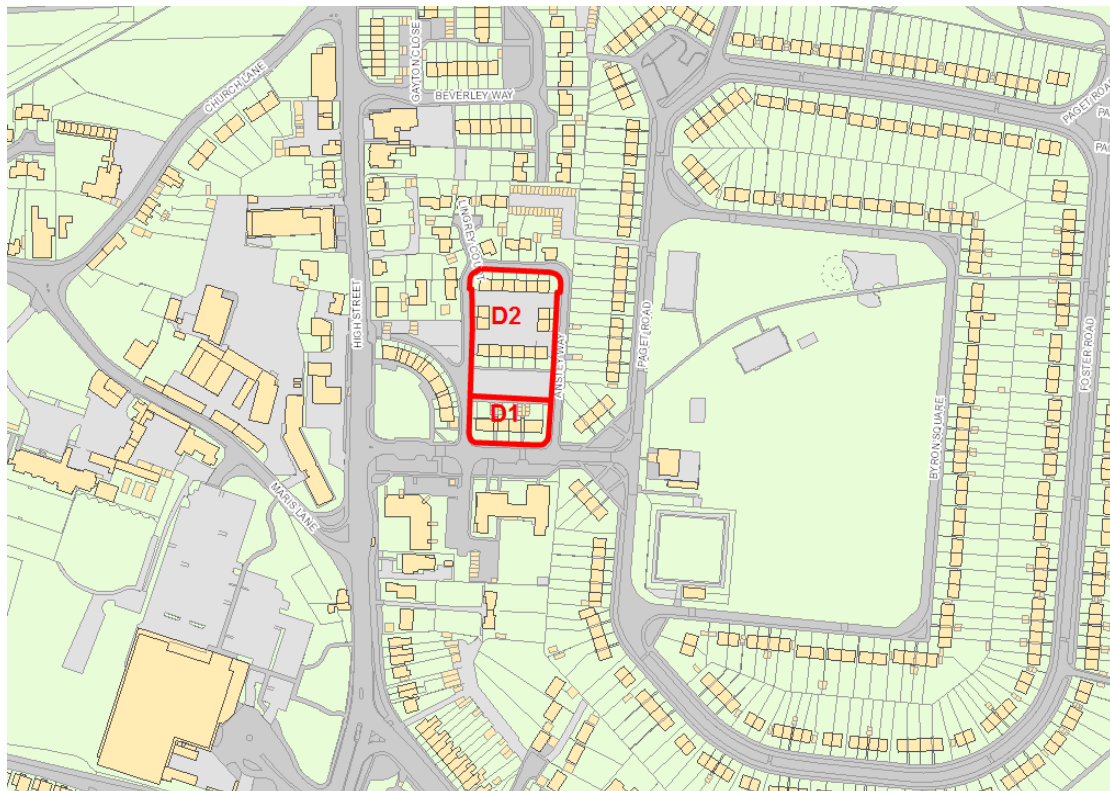 GAYTON CLOSE
CHURCH LANE
BEVERLEY WAY
PAGET ROAD
LINGREY COURT
HIGH STREET
D2
ANSTEY WAY
PAGET ROAD
FOSTER ROAD
D1
BYRON SQUARE
MARIS LANE